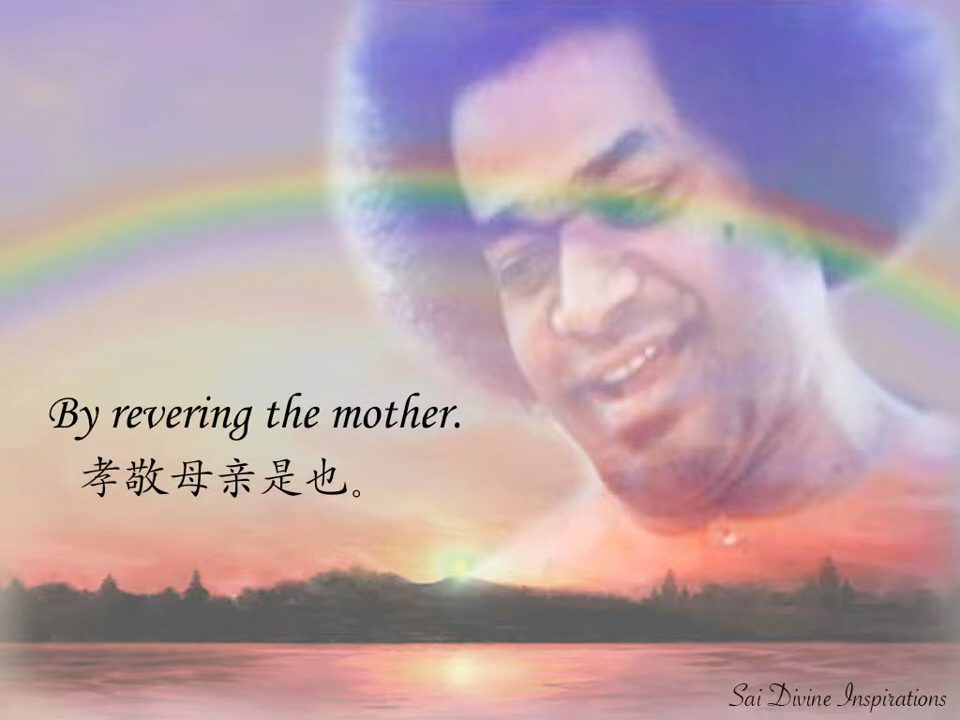 By revering the mother.
孝敬母亲是也。
Sai Divine Inspirations